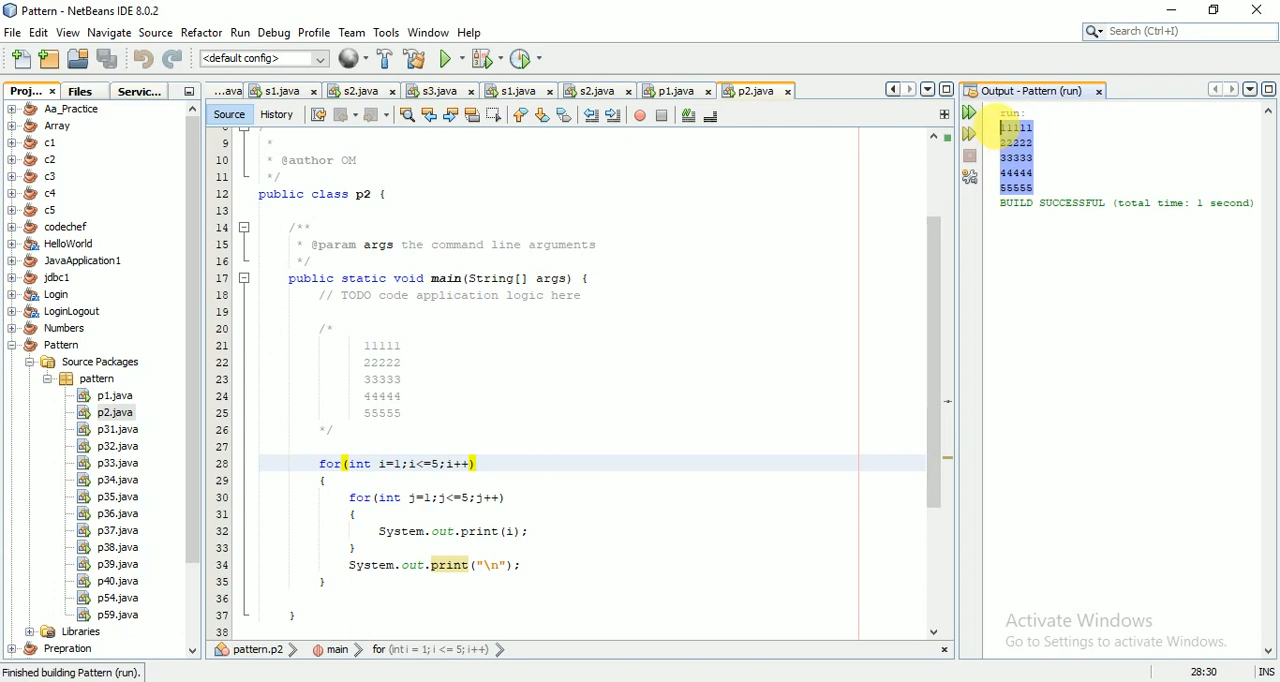 Pattern - NetBeans IDE 8.0.2
File Edit View Navigate Source Refactor Run Debug Profile Team Tools Window Help
Search (Ctrl+I)
<default config>
Proj... × Files Servic...
Aa_Practice
Array
c1
c2
c3
c4
c5
codechef
HelloWorld
JavaApplication1
jdbc1
Login
LoginLogout
Numbers
Pattern
Source Packages
pattern
p1.java
p2.java
p31.java
p32.java
p33.java
p34.java
p35.java
p36.java
p37.java
p38.java
p39.java
p40.java
p54.java
p59.java
Libraries
Prepration
...ava s1.java × s2.java × s3.java × s1.java × s2.java × p1.java × p2.java ×
Source History
9 *
10 * @author OM
11 */
12 public class p2 {
13
14 /**
15 * @param args the command line arguments
16 */
17 public static void main(String[] args) {
18 // TODO code application logic here
19
20 /*
21 11111
22 22222
23 33333
24 44444
25 55555
26 */
27
28 for(int i=1;i<=5;i++)
29 {
30 for(int j=1;j<=5;j++)
31 {
32 System.out.print(i);
33 }
34 System.out.print("\n");
35 }
36
37 }
38
pattern.p2 main for (int i = 1; i <= 5; i++)
Output - Pattern (run) ×
run:
11111
22222
33333
44444
55555
BUILD SUCCESSFUL (total time: 1 second)
Activate Windows
Go to Settings to activate Windows.
Finished building Pattern (run).
28:30 INS